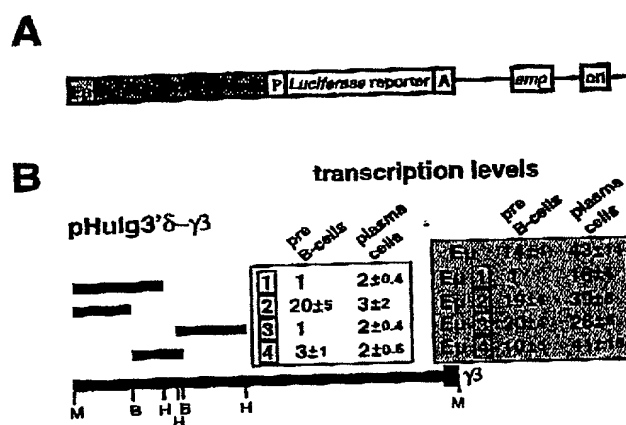 A
P Luciferase reporter A amp ori
B
transcription levels
pHuIg3'δ-γ3
pre B-cells
plasma cells
pre B-cells
plasma cells
1 1 2±0.4
2 20±5 3±2
3 1 2±0.4
4 3±1 2±0.5
Eμ
Eμ 1
Eμ 2
Eμ 3
Eμ
γ3
M B H H B H M